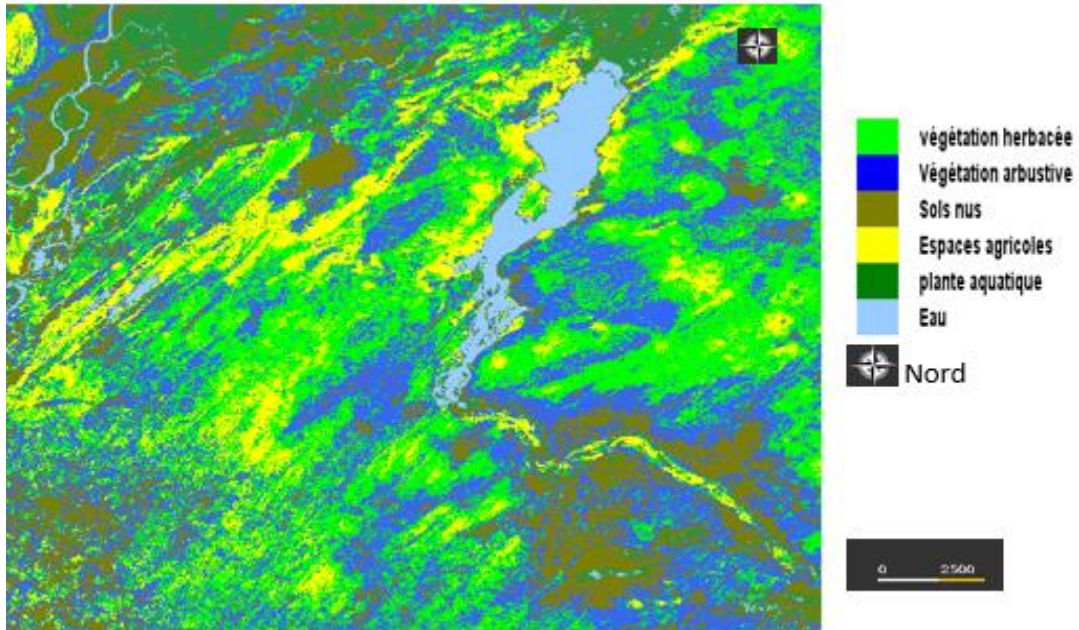 végétation herbacée
Végétation arbustive
Sols nus
Espaces agricoles
plante aquatique
Eau
Nord
0 2500